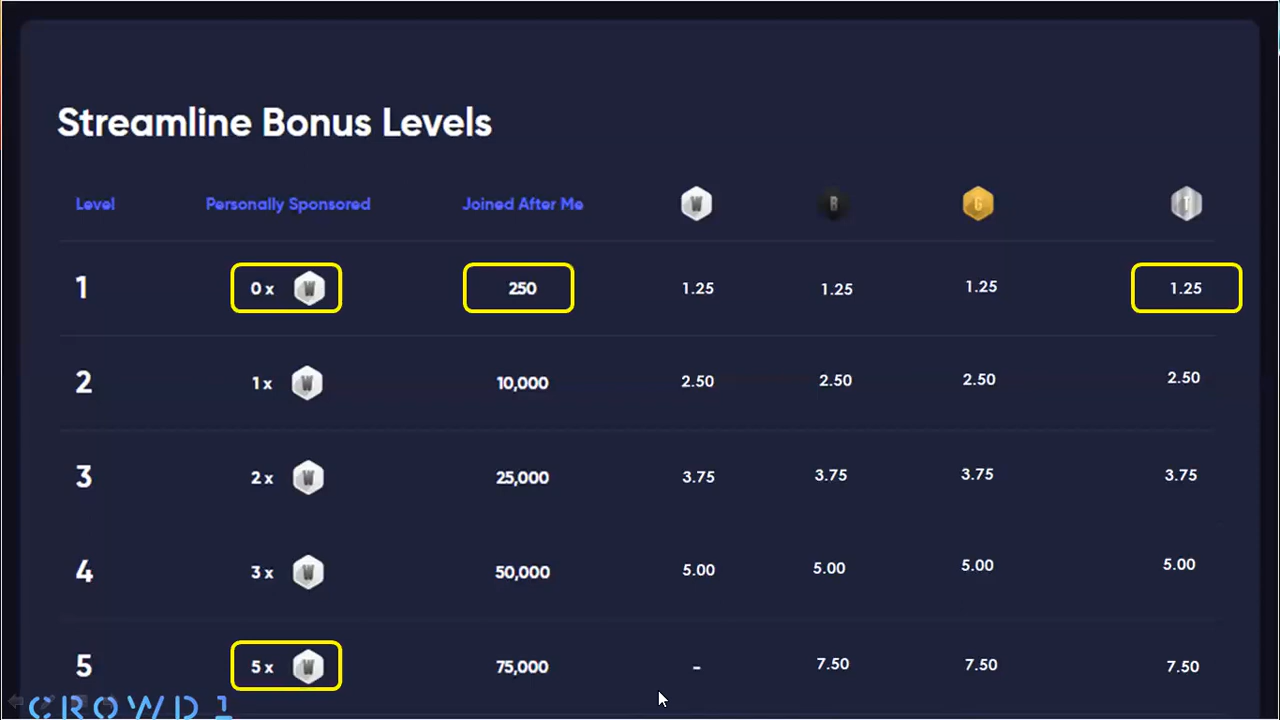 Streamline Bonus Levels
Level Personally Sponsored Joined After Me W B G T
1 0 x W 250 1.25 1.25 1.25 1.25
2 1 x W 10,000 2.50 2.50 2.50 2.50
3 2 x W 25,000 3.75 3.75 3.75 3.75
4 3 x W 50,000 5.00 5.00 5.00 5.00
5 5 x W 75,000 - 7.50 7.50 7.50
CROWD1